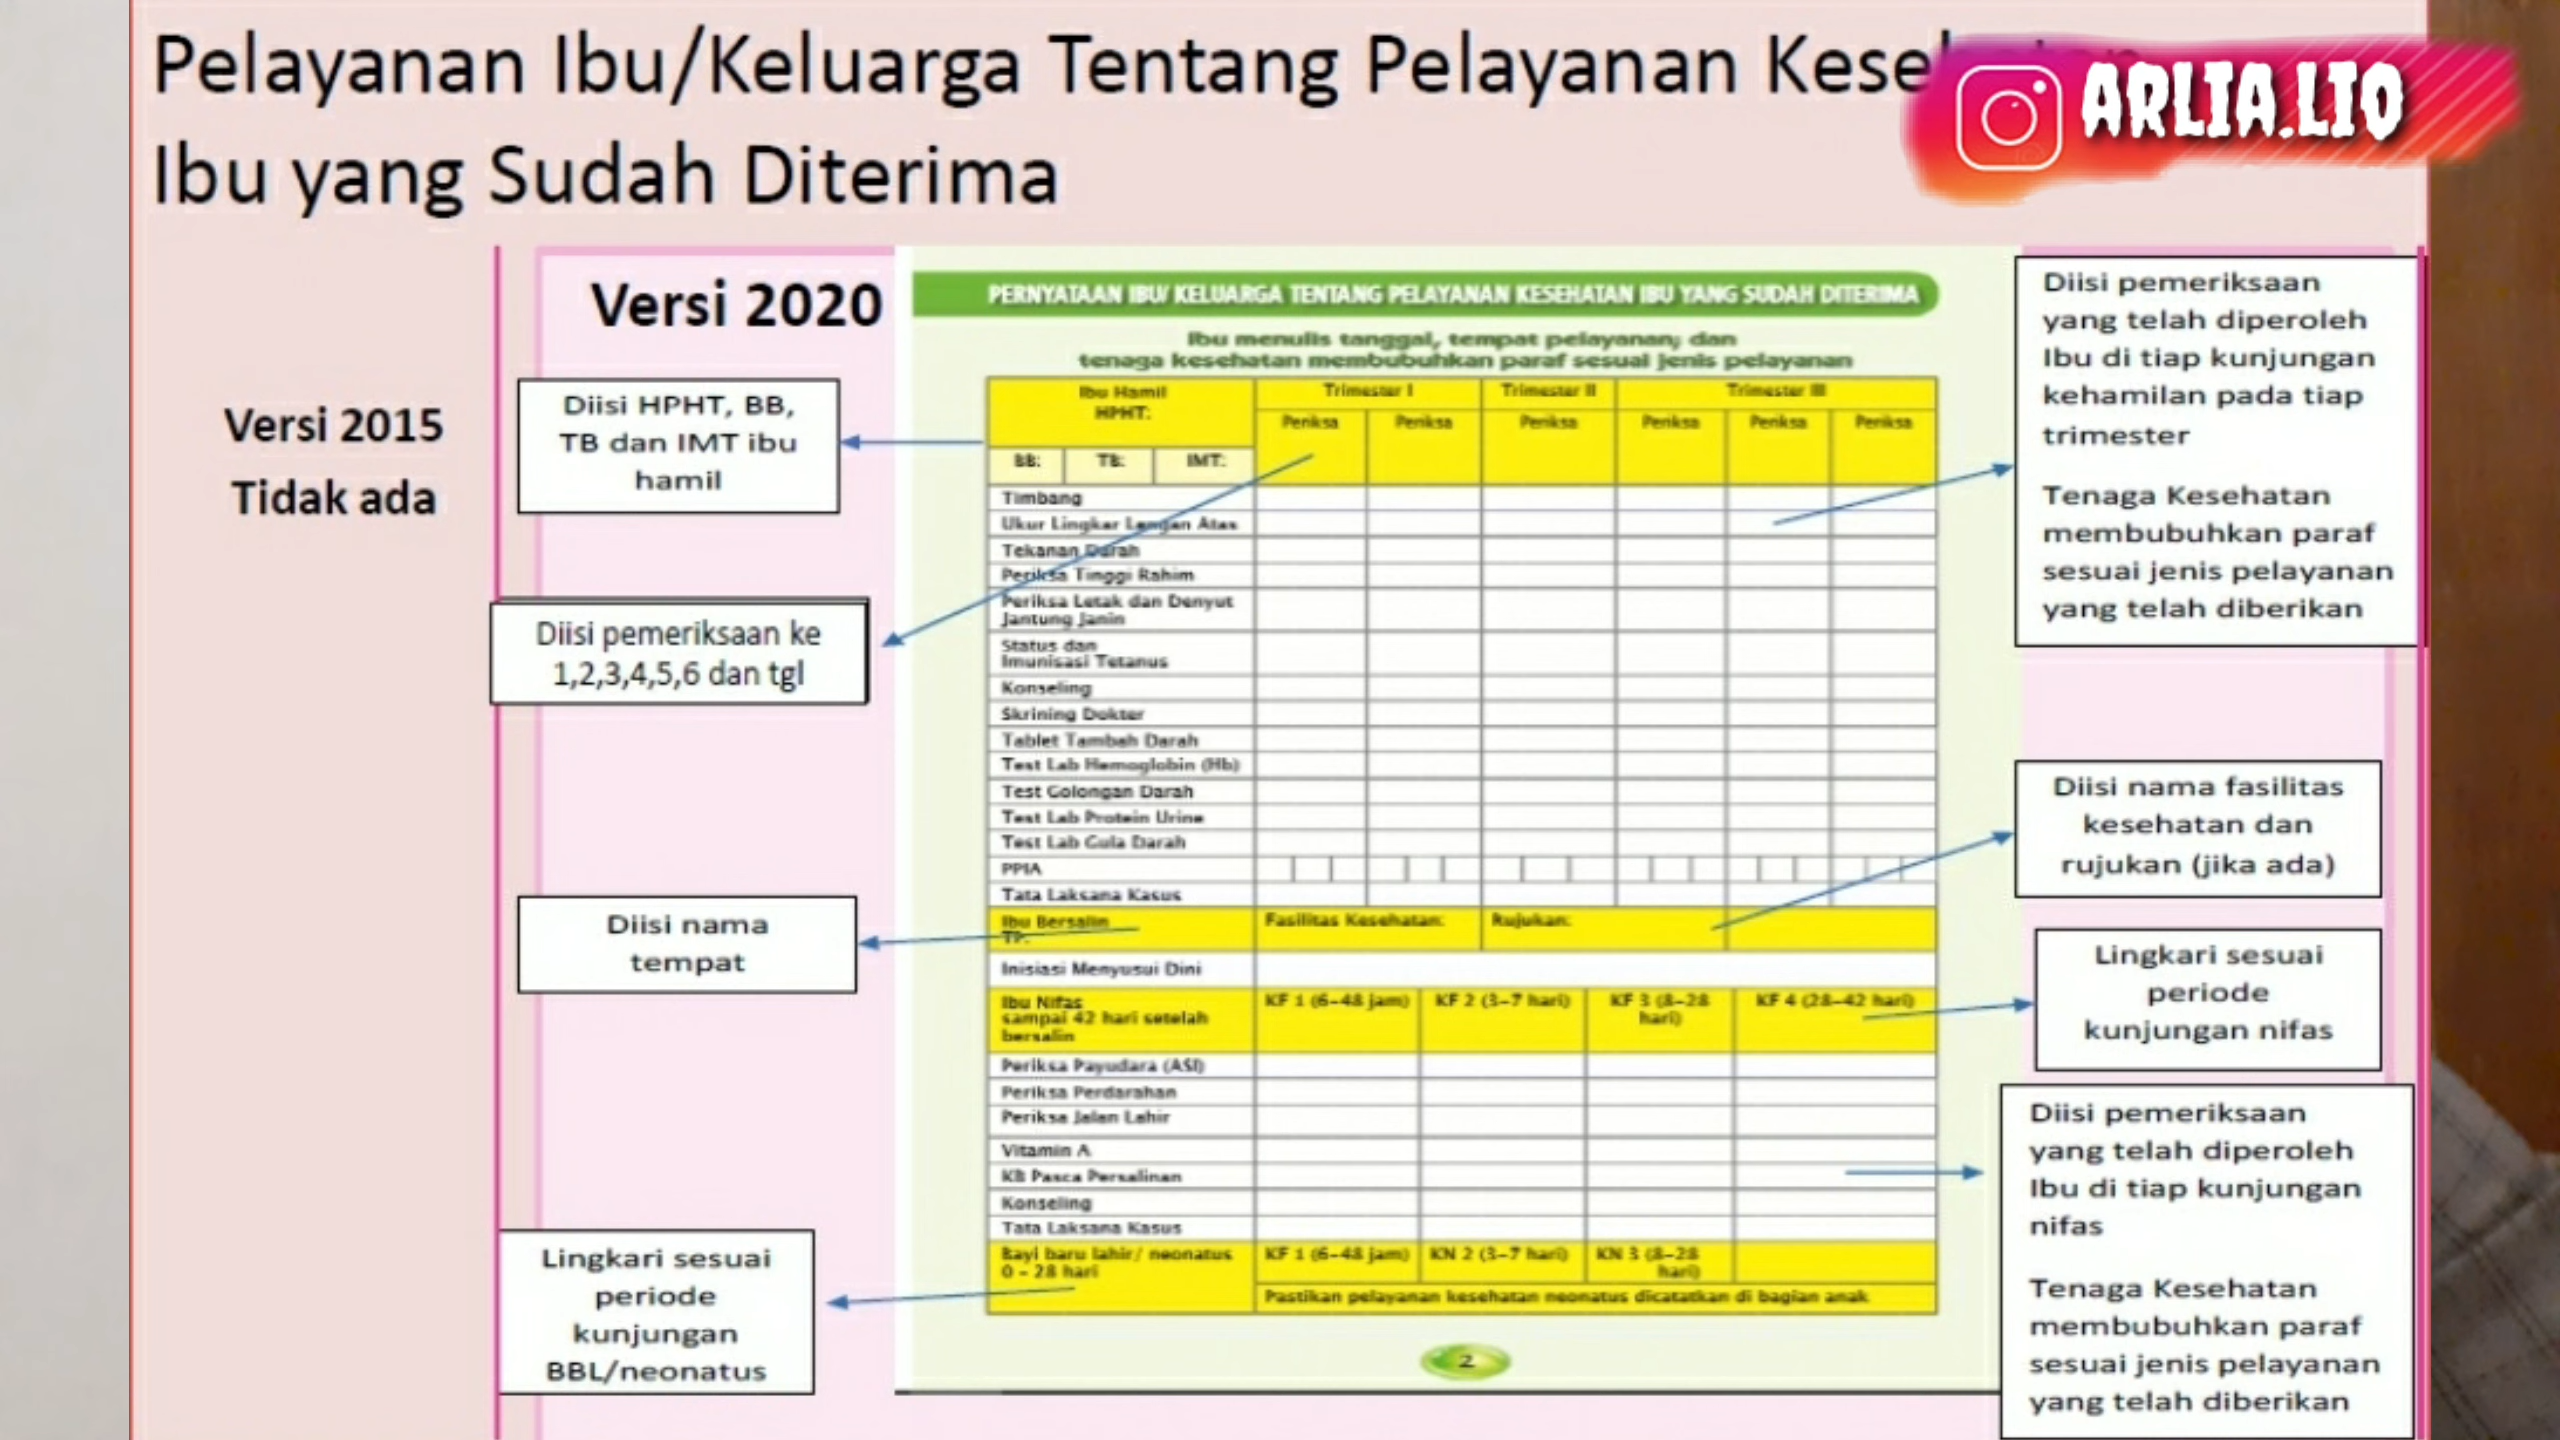 Pelayanan Ibu/Keluarga Tentang Pelayanan
Ibu yang Sudah Diterima
ARLIA.LIO
Versi 2015
Tidak ada
Versi 2020
Diisi HPHT, BB,
TB dan IMT ibu
hamil
Diisi pemeriksaan ke
1,2,3,4,5,6 dan tgl
Diisi nama
tempat
Lingkari sesuai
periode
kunjungan
BBL/neonatus
PERNYATAAN IBU/ KELUARGA TENTANG PELAYANAN KESEHATAN IBU YANG SUDAH DITERIMA
Ibu menulis tanggal, tempat pelayanan; dan
tenaga kesehatan membubuhkan paraf sesuai jenis pelayanan
Ibu Hamil Trimester I Trimester II Trimester III
HPHT: Periksa Periksa Periksa Periksa Periksa Periksa
BB: TB: IMT:
Timbang
Ukur Lingkar Lengan Atas
Tekanan Darah
Periksa Tinggi Rahim
Periksa Letak dan Denyut
Jantung Janin
Status dan
Imunisasi Tetanus
Konseling
Skrining Dokter
Tablet Tambah Darah
Test Lab Hemoglobin (Hb)
Test Golongan Darah
Test Lab Protein Urine
Test Lab Gula Darah
PPIA
Tata Laksana Kasus
Ibu Bersalin Fasilitas Kesehatan: Rujukan:
TP:
Inisiasi Menyusui Dini
Ibu Nifas KF 1 (6-48 jam) KF 2 (3-7 hari) KF 3 (8-28 KF 4 (28-42 hari)
sampai 42 hari setelah hari)
bersalin
Periksa Payudara (ASI)
Periksa Perdarahan
Periksa Jalan Lahir
Vitamin A
KB Pasca Persalinan
Konseling
Tata Laksana Kasus
Bayi baru lahir/ neonatus KF 1 (6-48 jam) KN 2 (3-7 hari) KN 3 (8-28
0 - 28 hari hari)
Pastikan pelayanan kesehatan neonatus dicatatkan di bagian anak
2
Diisi pemeriksaan
yang telah diperoleh
Ibu di tiap kunjungan
kehamilan pada tiap
trimester
Tenaga Kesehatan
membubuhkan paraf
sesuai jenis pelayanan
yang telah diberikan
Diisi nama fasilitas
kesehatan dan
rujukan (jika ada)
Lingkari sesuai
periode
kunjungan nifas
Diisi pemeriksaan
yang telah diperoleh
Ibu di tiap kunjungan
nifas
Tenaga Kesehatan
membubuhkan paraf
sesuai jenis pelayanan
yang telah diberikan